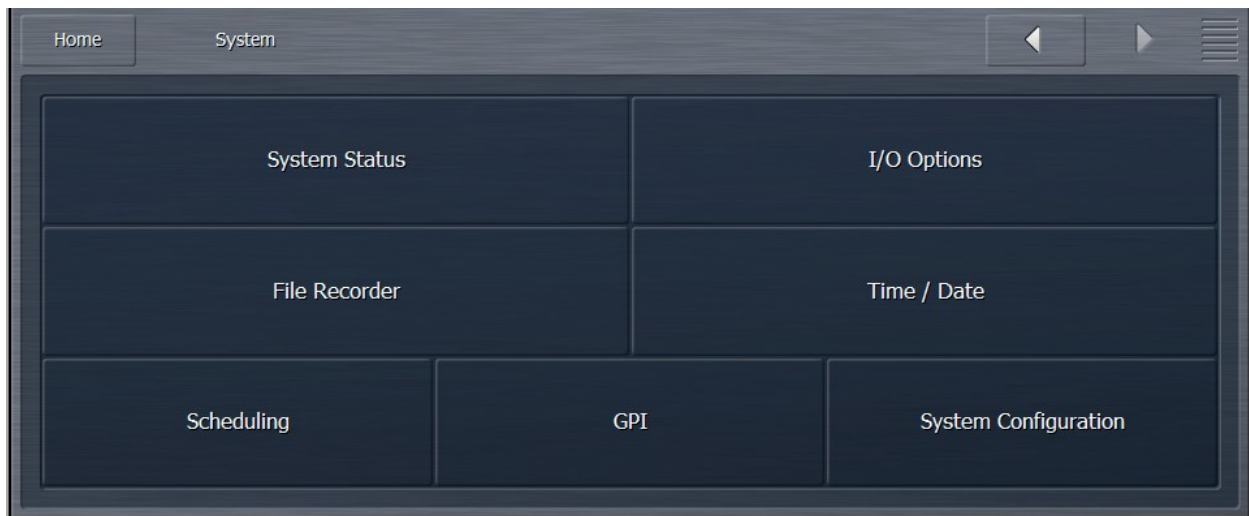 Home System
System Status I/O Options
File Recorder Time / Date
Scheduling GPI System Configuration